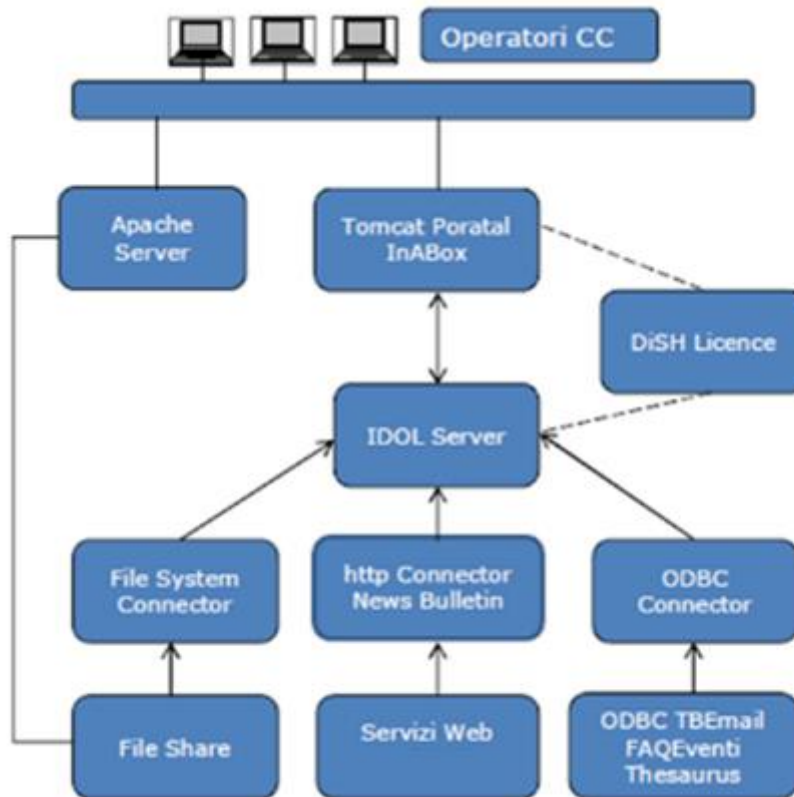 Operatori CC
Apache
Server
Tomcat Poratal
InABox
DiSH Licence
IDOL Server
File System
Connector
http Connector
News Bulletin
ODBC
Connector
File Share
Servizi Web
ODBC TBEmail
FAQEventi
Thesaurus